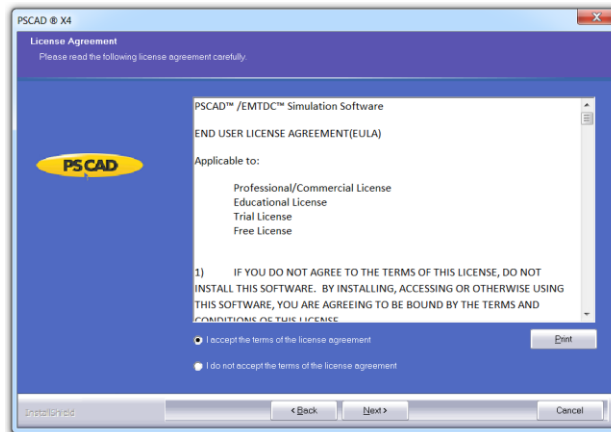 PSCAD ® X4
License Agreement
Please read the following license agreement carefully.
PSCAD™ /EMTDC™ Simulation Software
END USER LICENSE AGREEMENT(EULA)
Applicable to:
Professional/Commercial License
Educational License
Trial License
Free License
PSCAD
1) IF YOU DO NOT AGREE TO THE TERMS OF THIS LICENSE, DO NOT
INSTALL THIS SOFTWARE. BY INSTALLING, ACCESSING OR OTHERWISE USING
THIS SOFTWARE, YOU ARE AGREEING TO BE BOUND BY THE TERMS AND
CONDITIONS OF THIS LICENSE
I accept the terms of the license agreement
Print
I do not accept the terms of the license agreement
InstallShield
< Back
Next >
Cancel